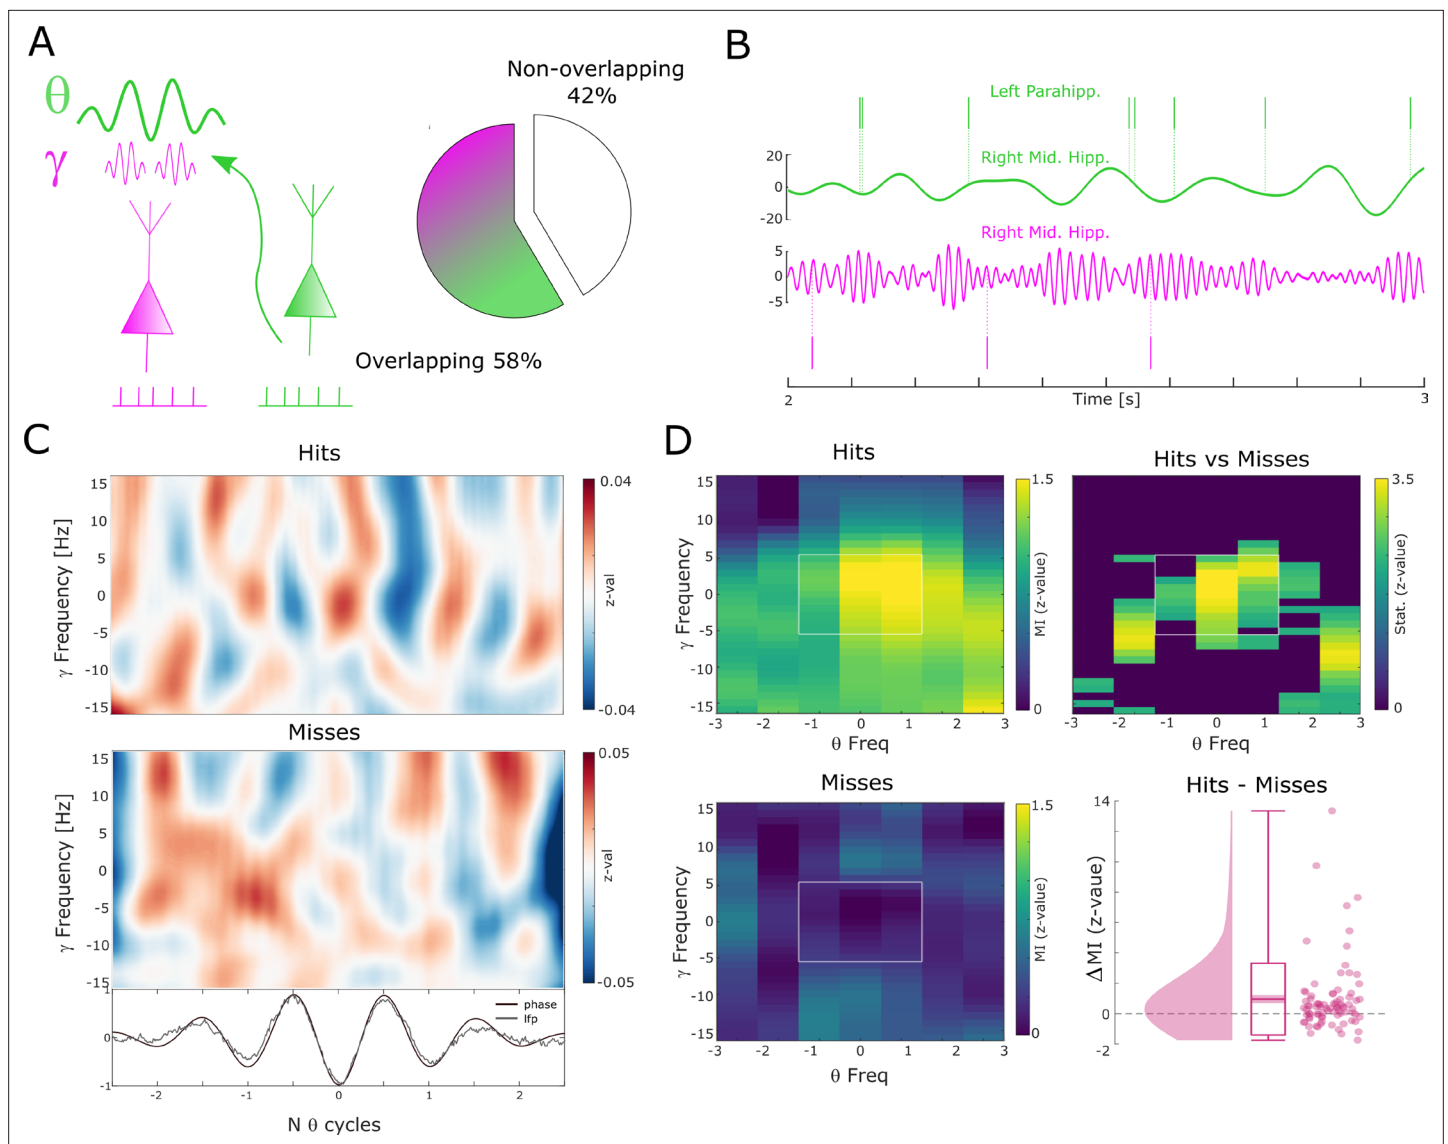 A
θ
γ
Non-overlapping
42%
Overlapping 58%
B
Left Parahipp.
Right Mid. Hipp.
20
0
-20
Right Mid. Hipp.
5
0
-5
2
Time [s]
3
C
Hits
γ Frequency [Hz]
15
10
5
0
-5
-10
-15
0.04
z-val
-0.04
Misses
γ Frequency [Hz]
15
10
5
0
-5
-10
-15
0.05
z-val
-0.05
1
0
-1
phase
lfp
-2
-1
0
1
2
N θ cycles
D
Hits
γ Frequency
15
10
5
0
-5
-10
-15
-3
-2
-1
0
1
2
3
θ Freq
1.5
MI (z-value)
0
Hits vs Misses
-3
-2
-1
0
1
2
3
θ Freq
3.5
Stat. (z-value)
0
Misses
γ Frequency
15
10
5
0
-5
-10
-15
-3
-2
-1
0
1
2
3
θ Freq
1.5
MI (z-value)
0
Hits - Misses
ΔMI (z-vaue)
14
0
-2